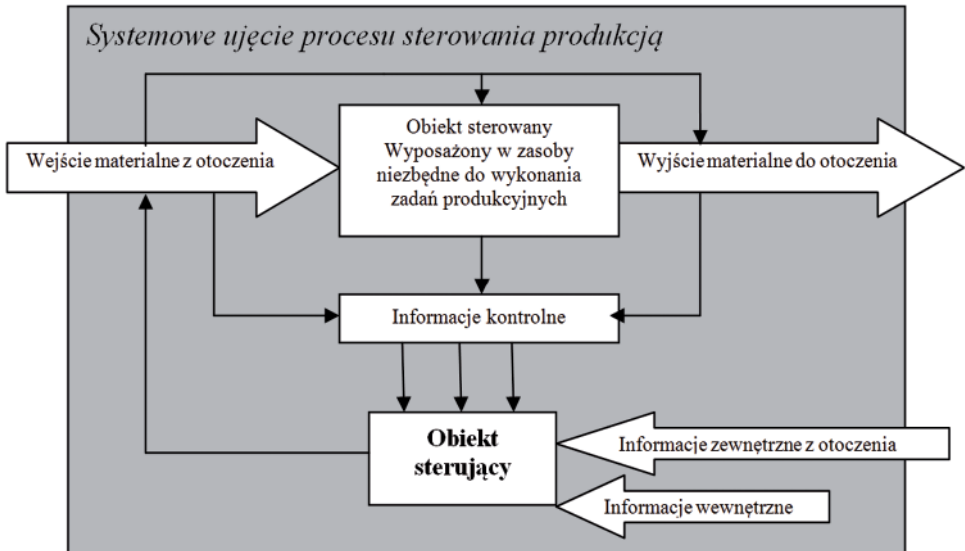 Systemowe ujęcie procesu sterowania produkcją
Wejście materialne z otoczenia
Obiekt sterowany
Wyposażony w zasoby
niezbędne do wykonania
zadań produkcyjnych
Wyjście materialne do otoczenia
Informacje kontrolne
Obiekt
sterujący
Informacje zewnętrzne z otoczenia
Informacje wewnętrzne